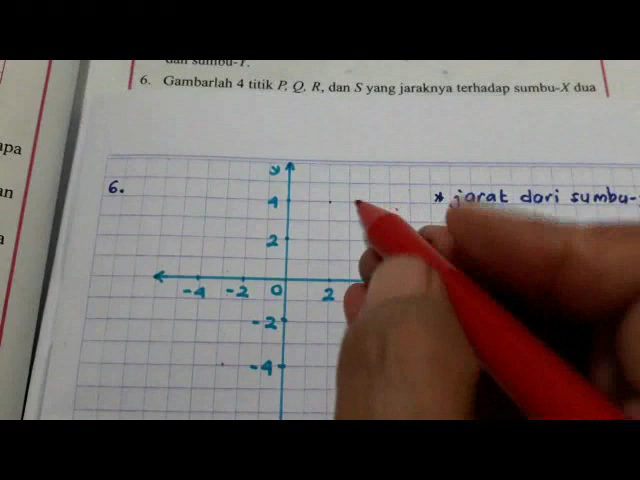 dan sumbu-Y.
6. Gambarlah 4 titik P, Q, R, dan S yang jaraknya terhadap sumbu-X dua
apa
an
a
6.
y
4
* jarak dari sumbu-
2
-4 -2 0 2
-2
-4